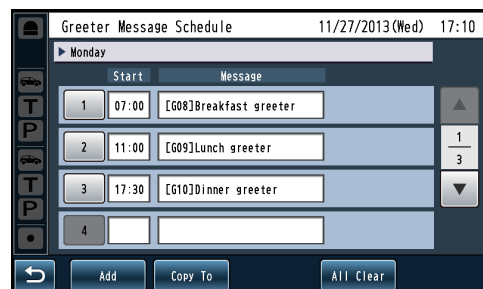 Greeter Message Schedule 11/27/2013(Wed) 17:10
Monday
Start Message
1 07:00 [G08]Breakfast greeter
2 11:00 [G09]Lunch greeter
3 17:30 [G10]Dinner greeter
4
1
3
T
P
T
P
Add Copy To All Clear